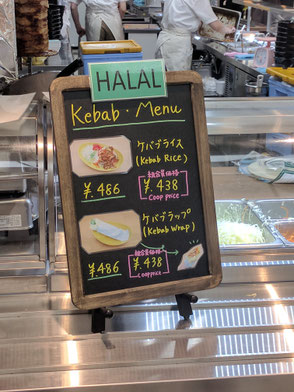 HALAL
Kebab・Menu
ケバブライス
(Kebab Rice)
¥.486
組合員価格
¥.438
Coop price
ケバブラップ
(Kebab Wrap)
¥.486
組合員価格
¥.438
Coop price